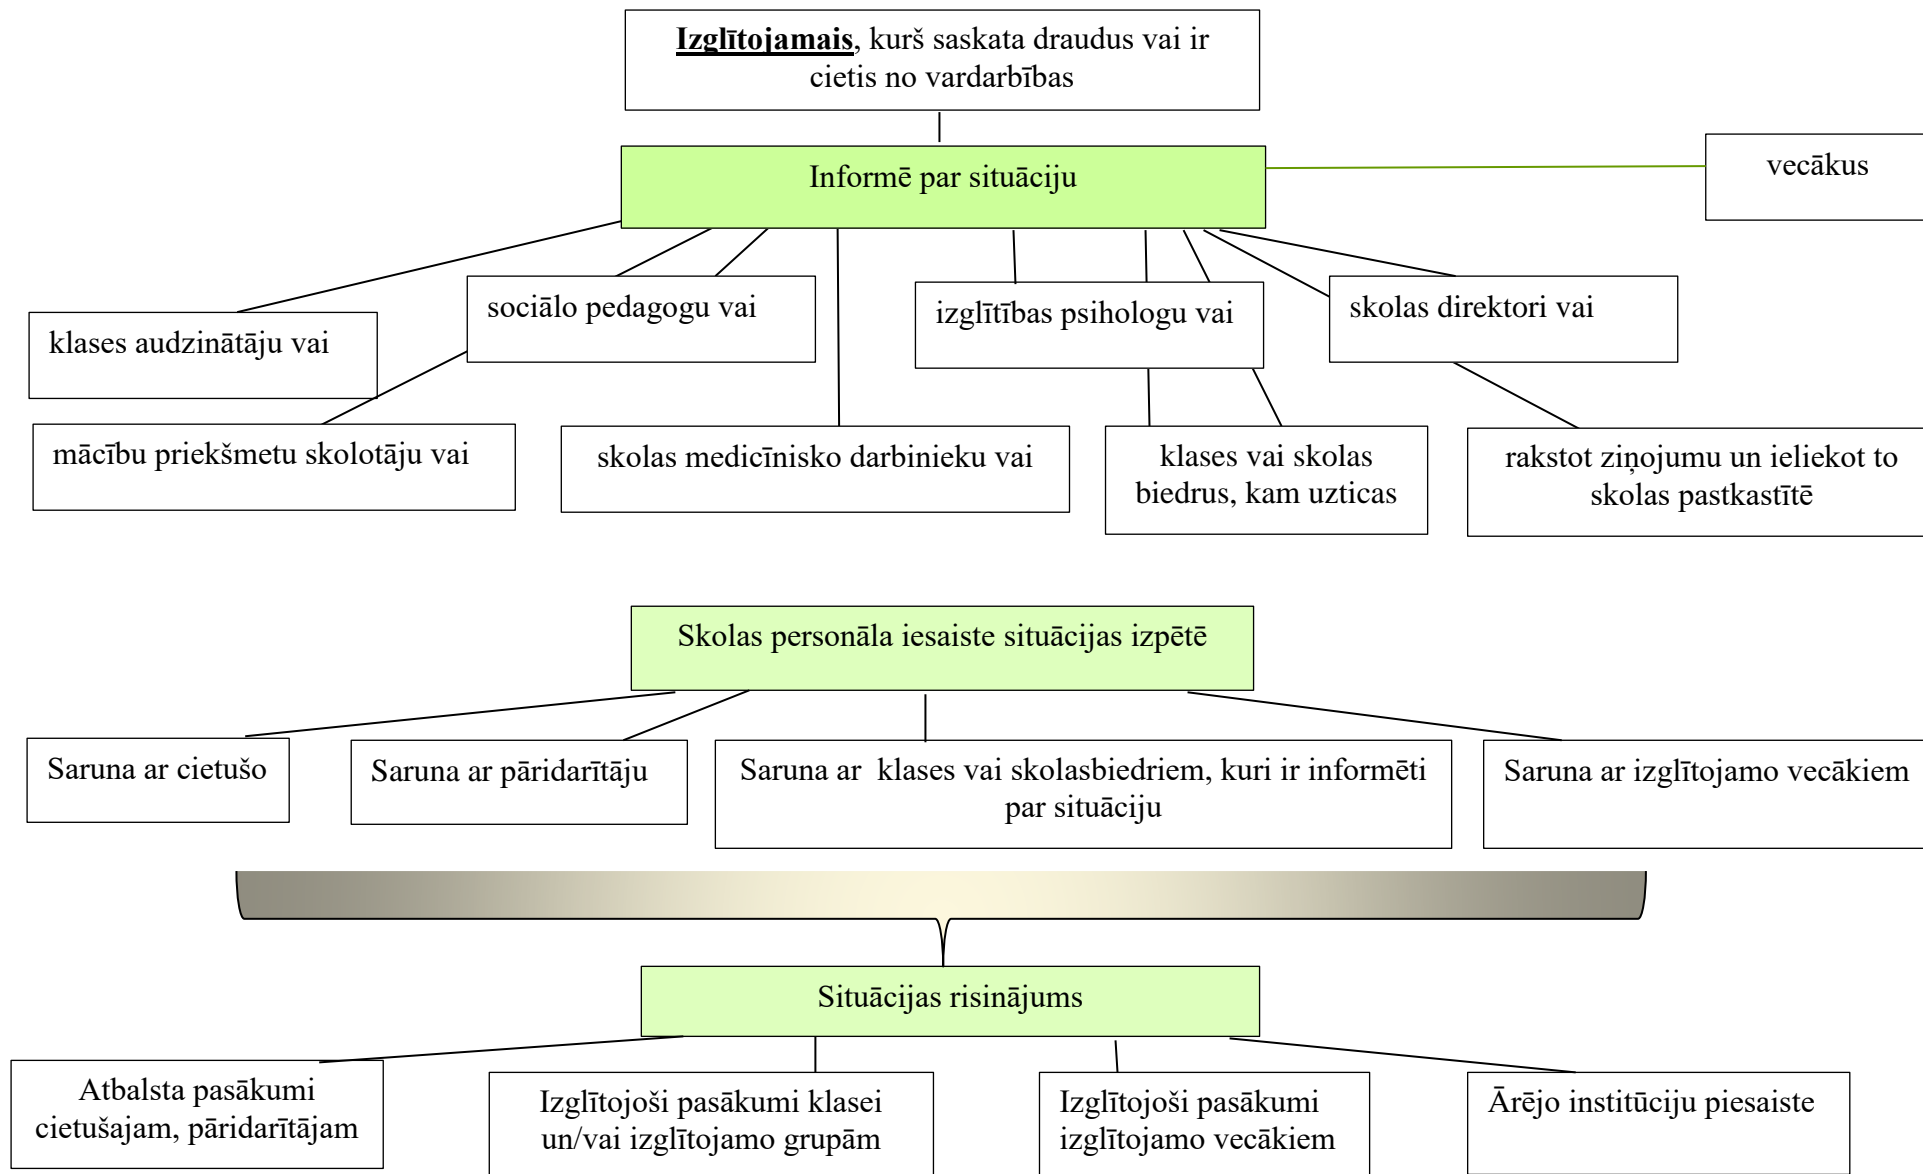 Izglītojamais, kurš saskata draudus vai ir
cietis no vardarbības
Informē par situāciju
vecākus
klases audzinātāju vai
sociālo pedagogu vai
izglītības psihologu vai
skolas direktori vai
mācību priekšmetu skolotāju vai
skolas medicīnisko darbinieku vai
klases vai skolas
biedrus, kam uzticas
rakstot ziņojumu un ieliekot to
skolas pastkastītē
Skolas personāla iesaiste situācijas izpētē
Saruna ar cietušo
Saruna ar pāridarītāju
Saruna ar klases vai skolasbiedriem, kuri ir informēti
par situāciju
Saruna ar izglītojamo vecākiem
Situācijas risinājums
Atbalsta pasākumi
cietušajam, pāridarītājam
Izglītojoši pasākumi klasei
un/vai izglītojamo grupām
Izglītojoši pasākumi
izglītojamo vecākiem
Ārējo institūciju piesaiste